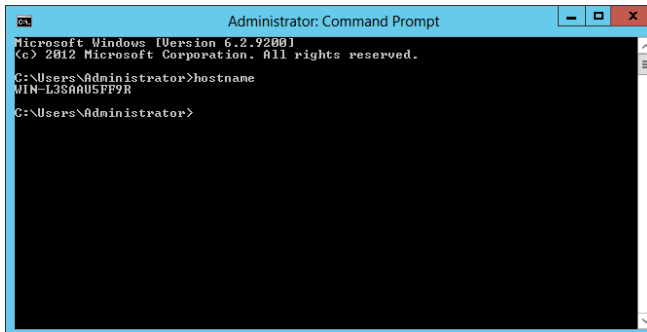 Administrator: Command Prompt
Microsoft Windows [Version 6.2.9200]
(c) 2012 Microsoft Corporation. All rights reserved.
C:\Users\Administrator>hostname
WIN-L3SAAU5FF9R
C:\Users\Administrator>